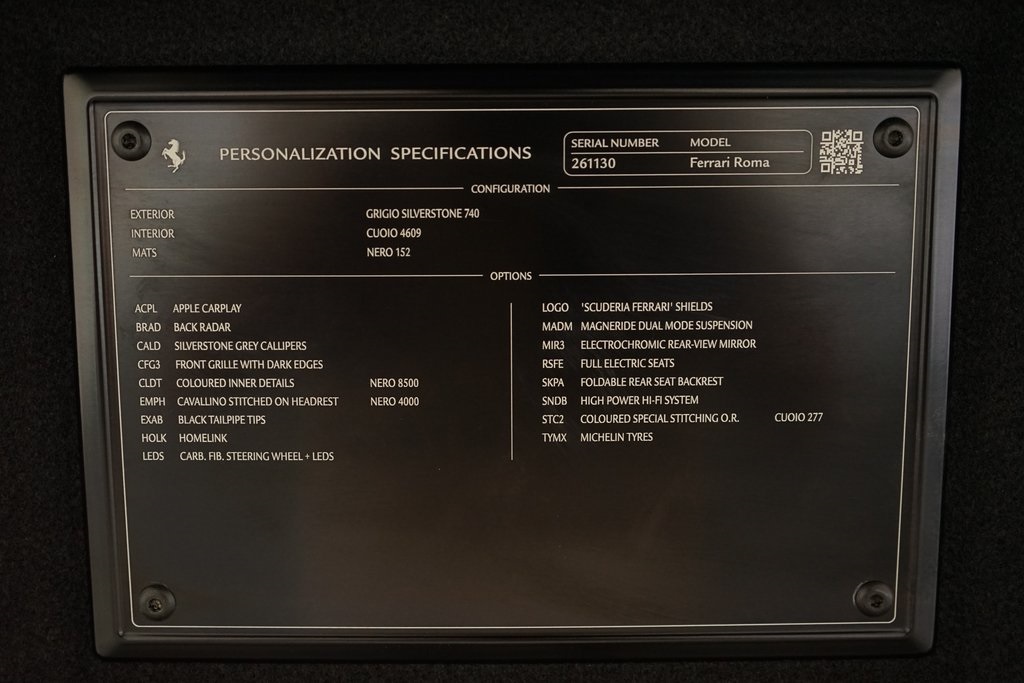 PERSONALIZATION SPECIFICATIONS
SERIAL NUMBER MODEL
261130 Ferrari Roma
CONFIGURATION
EXTERIOR GRIGIO SILVERSTONE 740
INTERIOR CUOIO 4609
MATS NERO 152
OPTIONS
ACPL APPLE CARPLAY
BRAD BACK RADAR
CALD SILVERSTONE GREY CALLIPERS
CFG3 FRONT GRILLE WITH DARK EDGES
CLDT COLOURED INNER DETAILS NERO 8500
EMPH CAVALLINO STITCHED ON HEADREST NERO 4000
EXAB BLACK TAILPIPE TIPS
HOLK HOMELINK
LEDS CARB. FIB. STEERING WHEEL + LEDS
LOGO 'SCUDERIA FERRARI' SHIELDS
MADM MAGNERIDE DUAL MODE SUSPENSION
MIR3 ELECTROCHROMIC REAR-VIEW MIRROR
RSFE FULL ELECTRIC SEATS
SKPA FOLDABLE REAR SEAT BACKREST
SNDB HIGH POWER HI-FI SYSTEM
STC2 COLOURED SPECIAL STITCHING O.R. CUOIO 277
TYMX MICHELIN TYRES